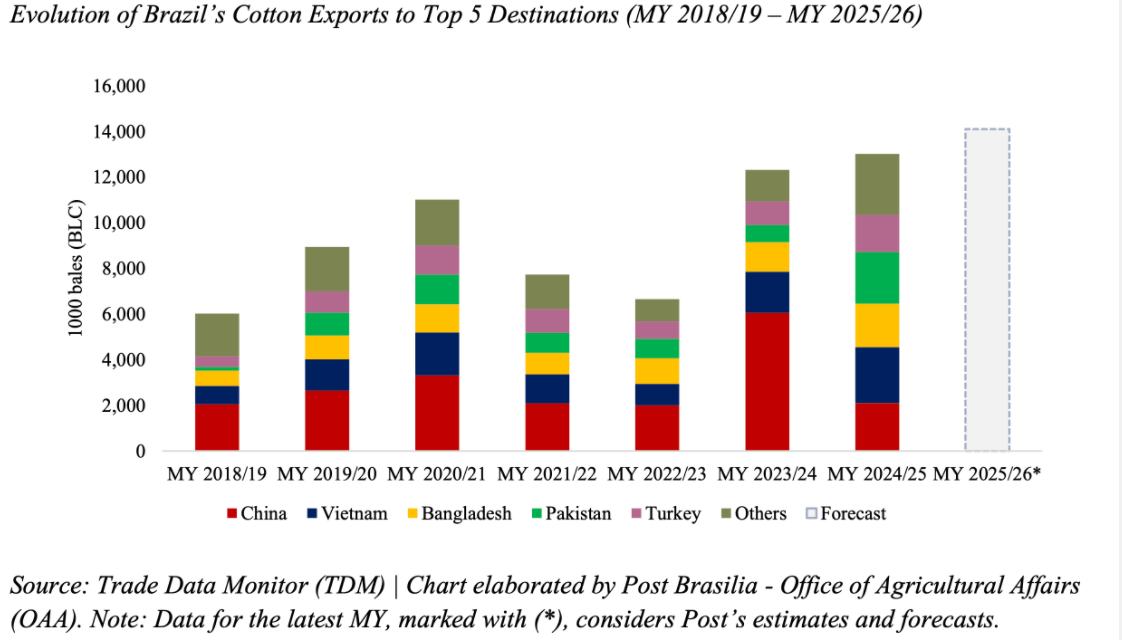 Evolution of Brazil’s Cotton Exports to Top 5 Destinations (MY 2018/19 – MY 2025/26)
16,000
14,000
12,000
10,000
8,000
6,000
4,000
2,000
0
1000 bales (BLC)
MY 2018/19 MY 2019/20 MY 2020/21 MY 2021/22 MY 2022/23 MY 2023/24 MY 2024/25 MY 2025/26*
China Vietnam Bangladesh Pakistan Turkey Others Forecast
Source: Trade Data Monitor (TDM) | Chart elaborated by Post Brasilia - Office of Agricultural Affairs
(OAA). Note: Data for the latest MY, marked with (*), considers Post’s estimates and forecasts.